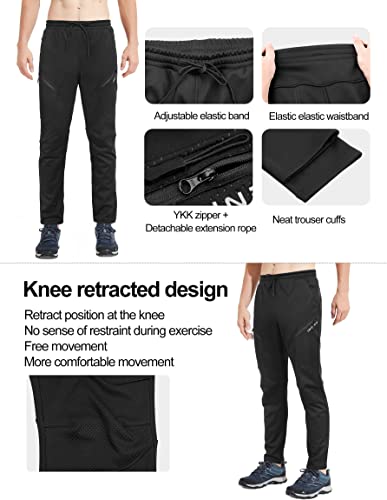 Adjustable elastic band
Elastic elastic waistband
YKK zipper +
Detachable extension rope
Neat trouser cuffs
Knee retracted design
Retract position at the knee
No sense of restraint during exercise
Free movement
More comfortable movement